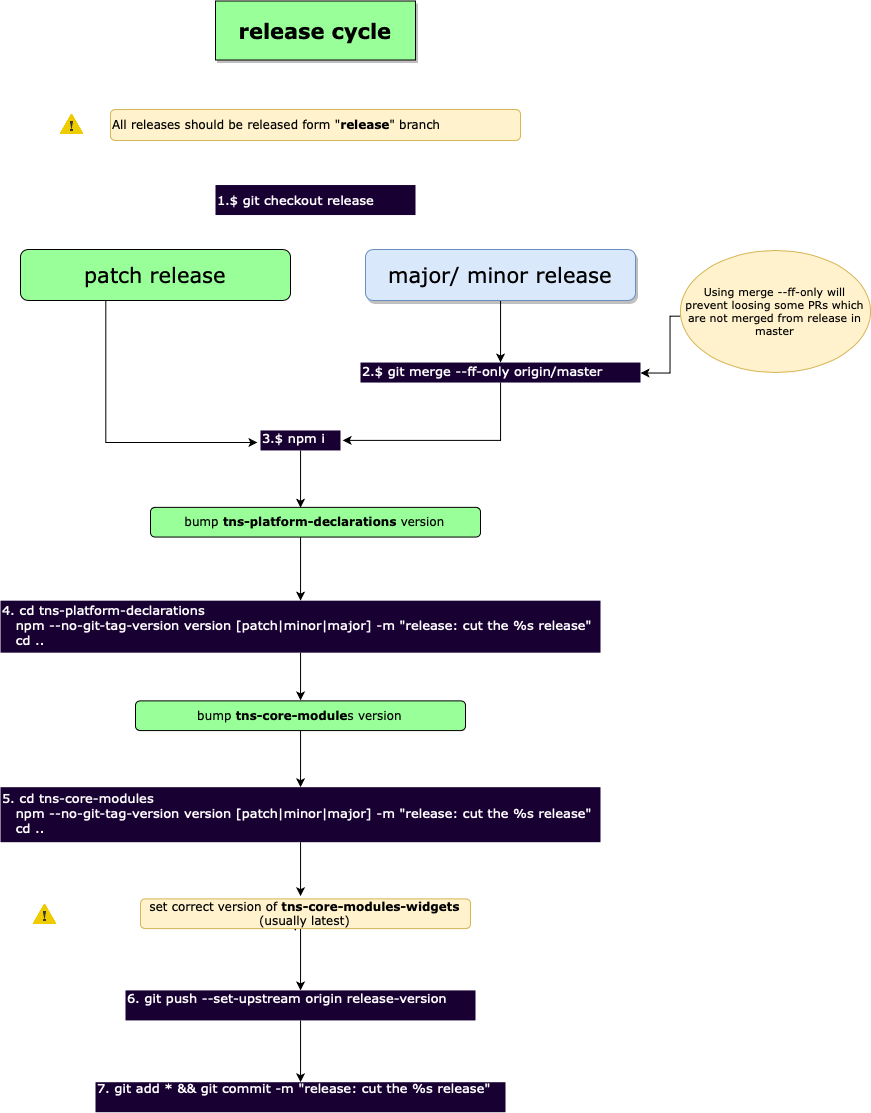 release cycle
All releases should be released form "release" branch
1.$ git checkout release
patch release
major/ minor release
Using merge --ff-only will
prevent loosing some PRs which
are not merged from release in
master
2.$ git merge --ff-only origin/master
3.$ npm i
bump tns-platform-declarations version
4. cd tns-platform-declarations
npm --no-git-tag-version version [patch|minor|major] -m "release: cut the %s release"
cd ..
bump tns-core-modules version
5. cd tns-core-modules
npm --no-git-tag-version version [patch|minor|major] -m "release: cut the %s release"
cd ..
set correct version of tns-core-modules-widgets
(usually latest)
6. git push --set-upstream origin release-version
7. git add * && git commit -m "release: cut the %s release"